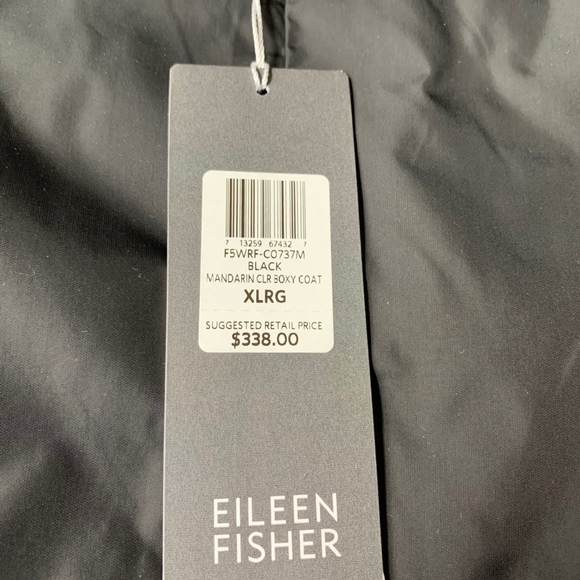 7 13259 67432 7
F5WRF-C0737M
BLACK
MANDARIN CLR BOXY COAT
XLRG
SUGGESTED RETAIL PRICE
$338.00
EILEEN
FISHER